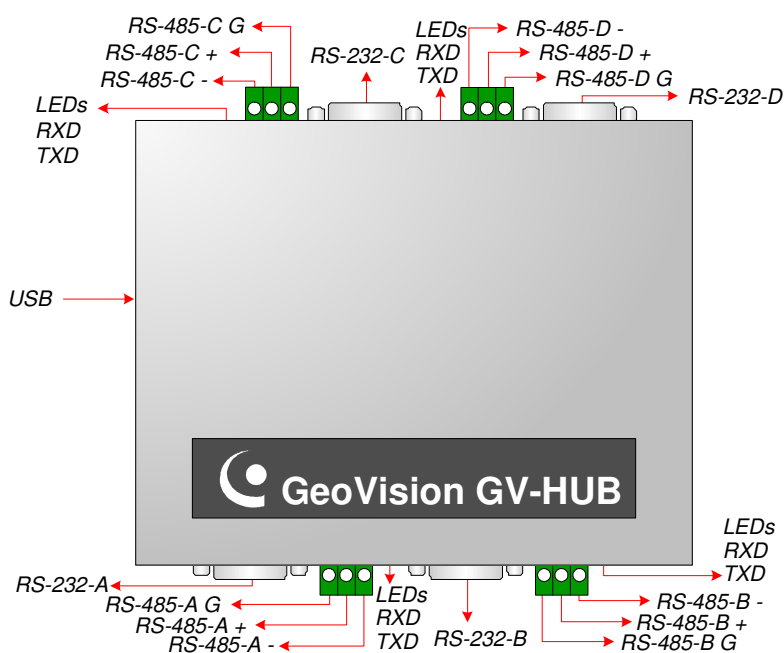 RS-485-C G
RS-485-C +
RS-485-C -
LEDs
RXD
TXD
RS-232-C
LEDs
RXD
TXD
RS-485-D -
RS-485-D +
RS-485-D G
RS-232-D
USB
GeoVision GV-HUB
RS-232-A
RS-485-A G
RS-485-A +
RS-485-A -
LEDs
RXD
TXD
RS-232-B
LEDs
RXD
TXD
RS-485-B -
RS-485-B +
RS-485-B G